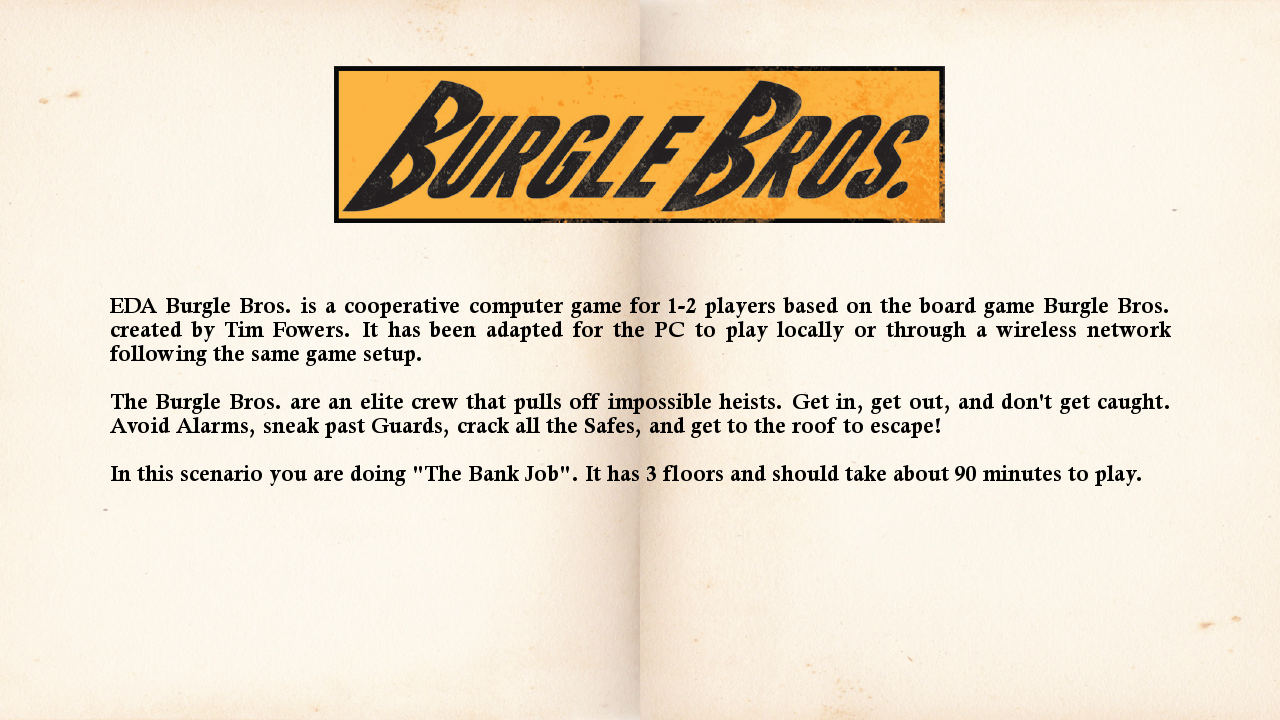 BURGLE BROS.
EDA Burgle Bros. is a cooperative computer game for 1-2 players based on the board game Burgle Bros.
created by Tim Fowers. It has been adapted for the PC to play locally or through a wireless network
following the same game setup.
The Burgle Bros. are an elite crew that pulls off impossible heists. Get in, get out, and don't get caught.
Avoid Alarms, sneak past Guards, crack all the Safes, and get to the roof to escape!
In this scenario you are doing "The Bank Job". It has 3 floors and should take about 90 minutes to play.